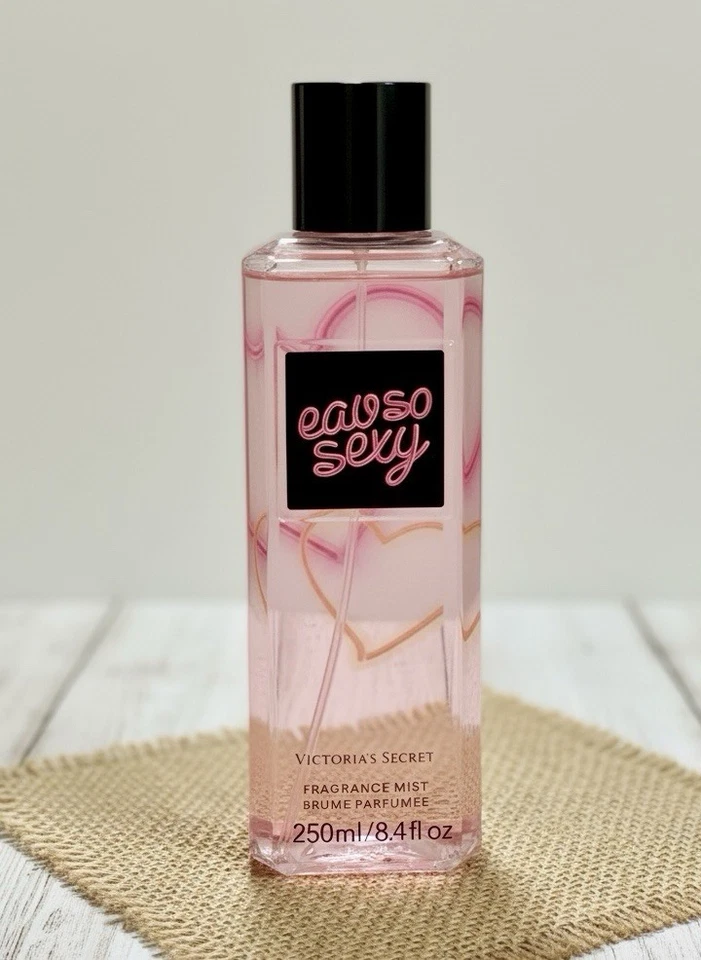 eau so
sexy
VICTORIA'S SECRET
FRAGRANCE MIST
BRUME PARFUMEE
250ml/8.4fl oz